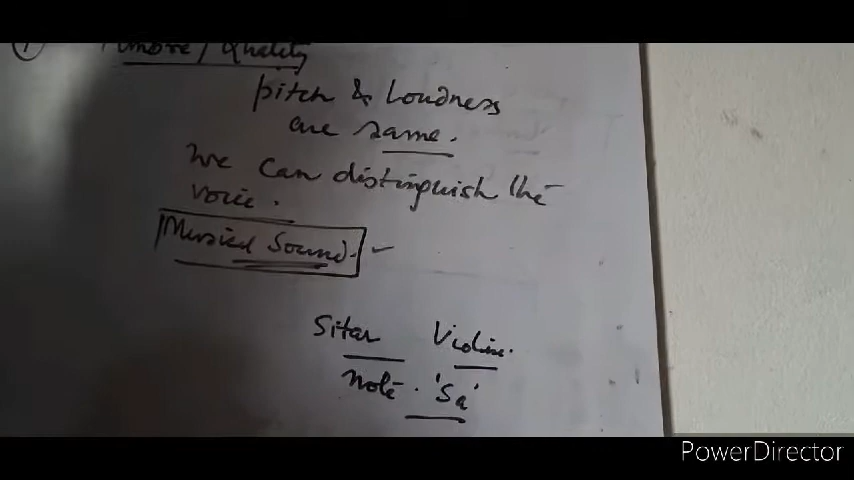 Timbre / Quality
pitch & Loudness
are same.
We can distinguish the
voice.
Musical Sound.
Sitar Violin.
Note. 'Sa'
PowerDirector